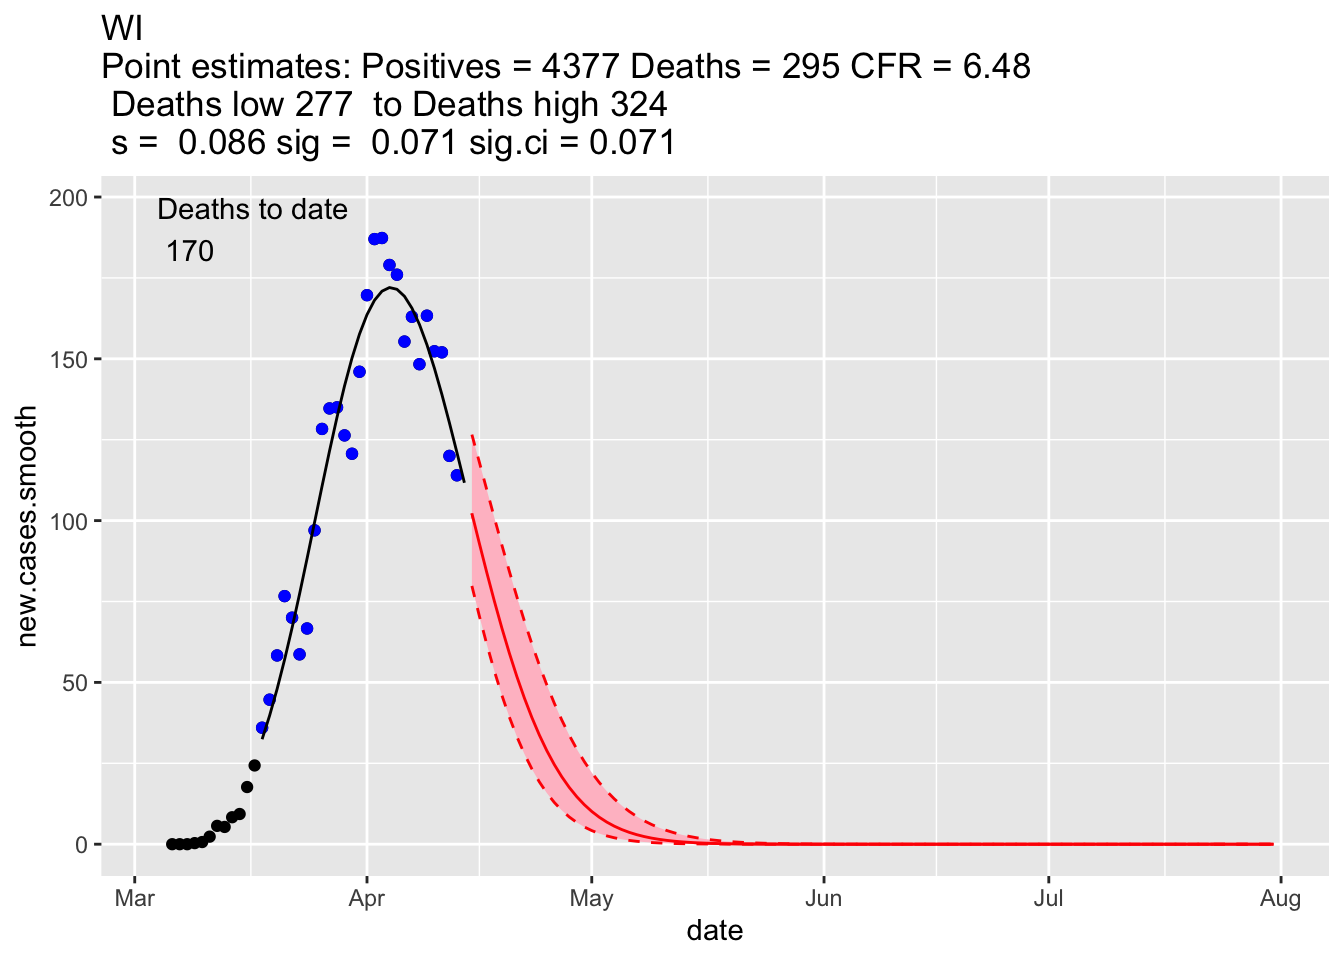 WI
Point estimates: Positives = 4377 Deaths = 295 CFR = 6.48
Deaths low 277  to Deaths high 324
s =  0.086 sig =  0.071 sig.ci = 0.071
Deaths to date
170
200
150
100
50
0
new.cases.smooth
Mar
Apr
May
Jun
Jul
Aug
date